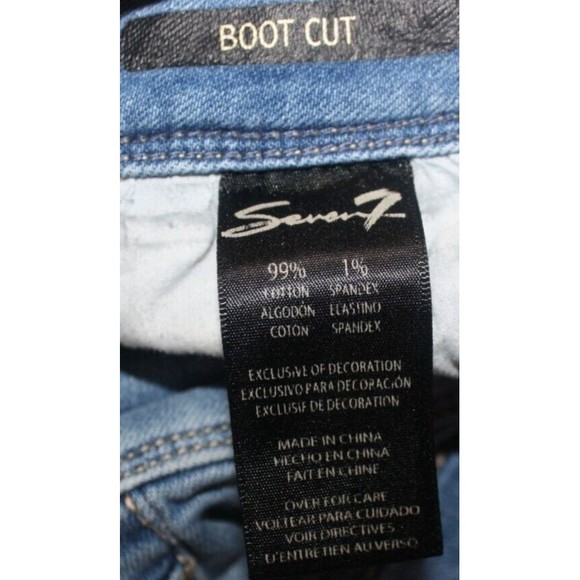 BOOT CUT
Seven7
99% 1%
COTTON SPANDEX
ALGODÓN ELASTINO
COTON SPANDEX
EXCLUSIVE OF DECORATION
EXCLUSIVO PARA DECORACIÓN
EXCLUSIF DE DECORATION
MADE IN CHINA
HECHO EN CHINA
FAIT EN CHINE
OVER FOR CARE
VOLTEAR PARA CUIDADO
VOIR DIRECTIVES
D'ENTRETIEN AU VERSO